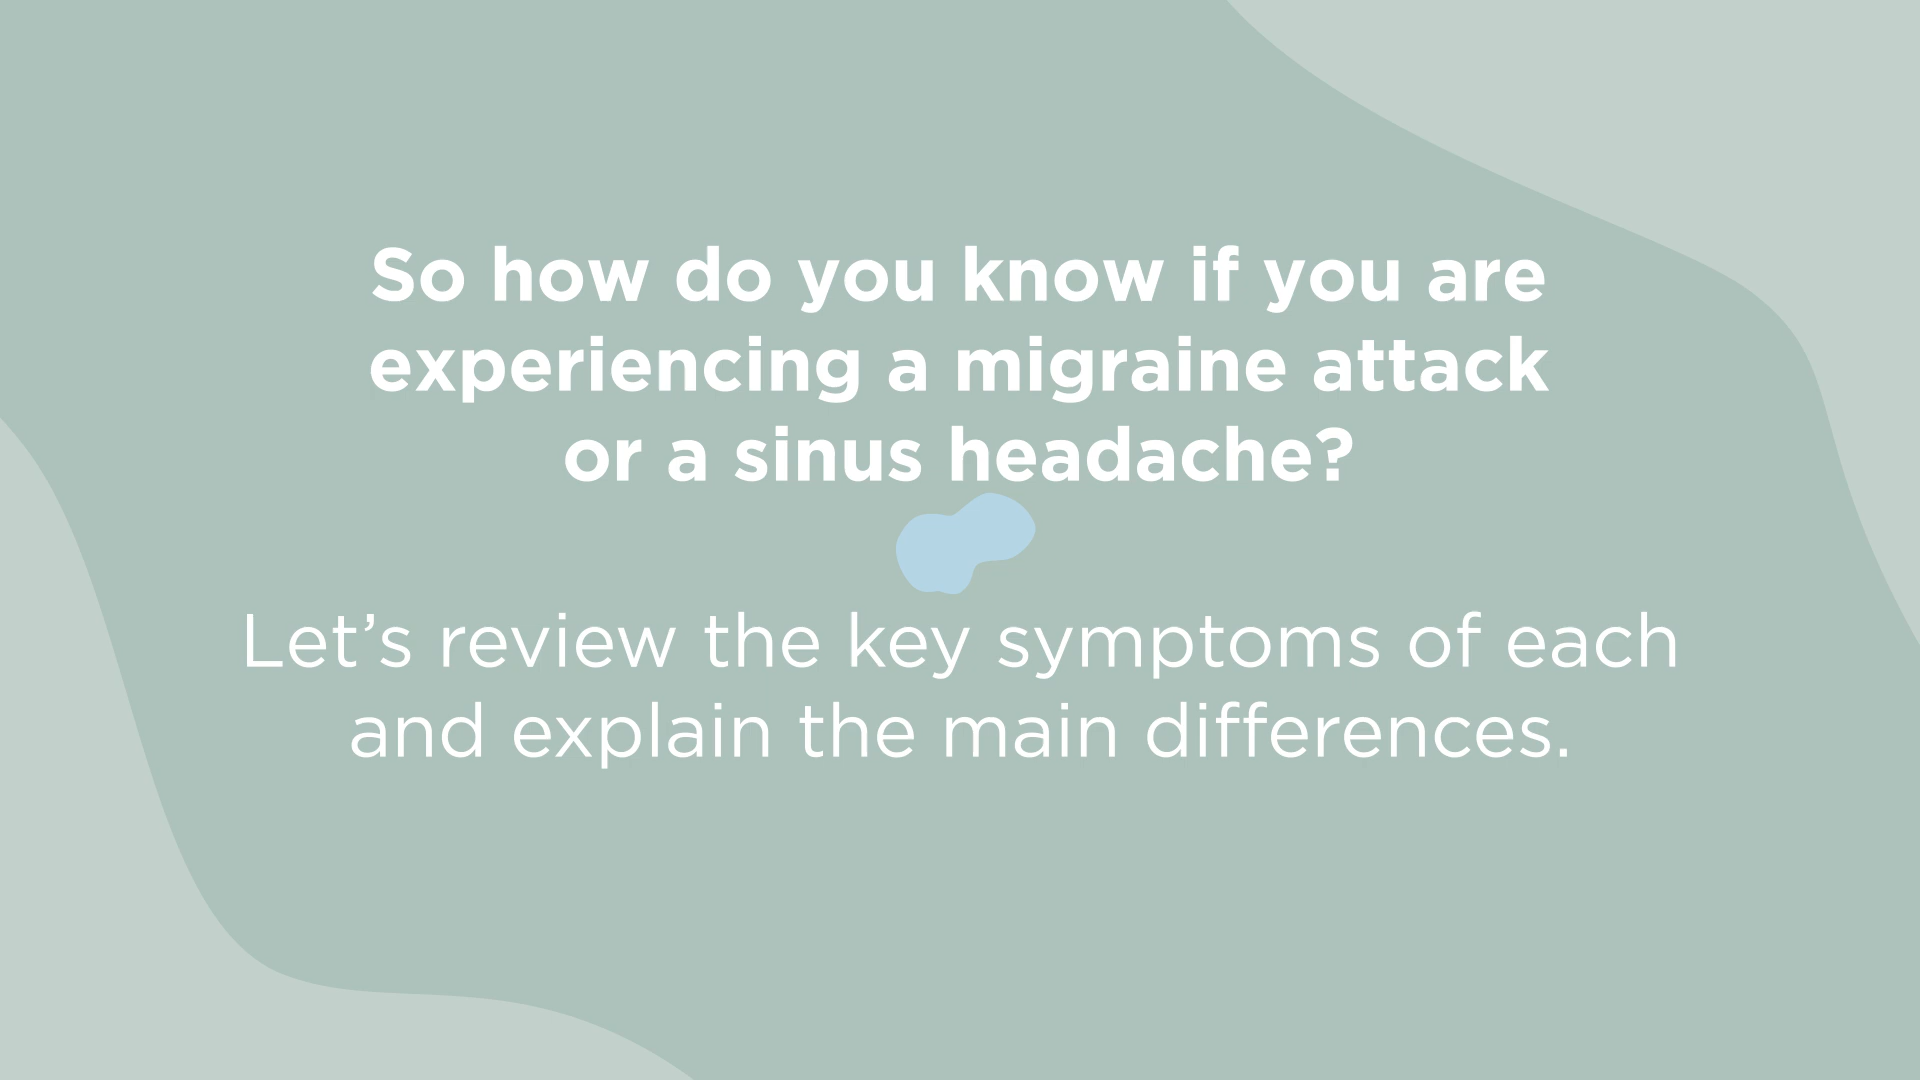 So how do you know if you are
experiencing a migraine attack
or a sinus headache?
Let’s review the key symptoms of each
and explain the main differences.